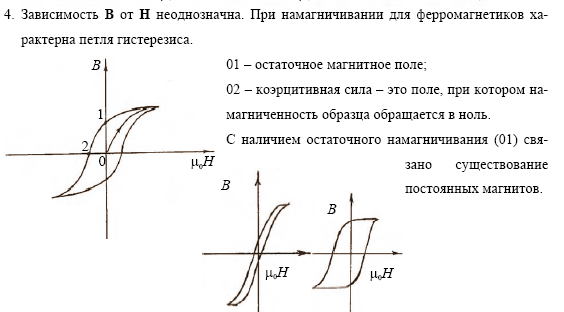 4. Зависимость В от Н неоднозначна. При намагничивании для ферромагнетиков ха-
рактерна петля гистерезиса.
B
1
2
0
μ₀H
01 – остаточное магнитное поле;
02 – коэрцитивная сила – это поле, при котором на-
магниченность образца обращается в ноль.
С наличием остаточного намагничивания (01) свя-
зано существование
постоянных магнитов.
B
μ₀H
B
μ₀H